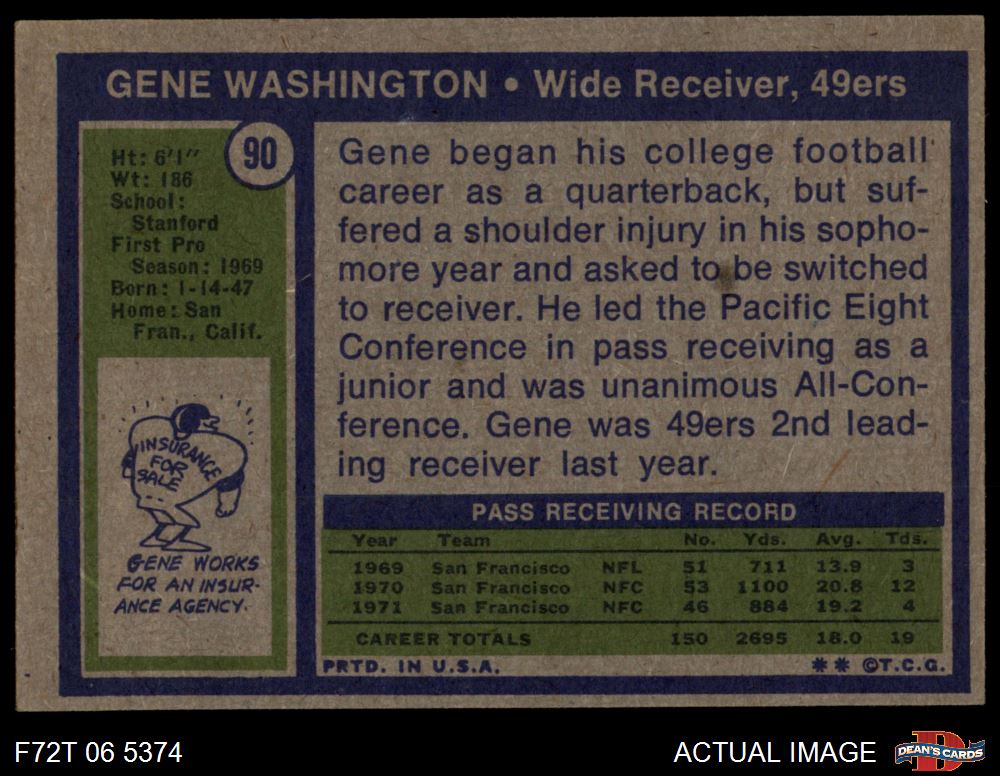 GENE WASHINGTON • Wide Receiver, 49ers
90
Ht: 6'1"
Wt: 186
School:
Stanford
First Pro
Season: 1969
Born: 1-14-47
Home: San
Fran., Calif.
INSURANCE
FOR
SALE
GENE WORKS
FOR AN INSUR-
ANCE AGENCY.
Gene began his college football
career as a quarterback, but suf-
fered a shoulder injury in his sopho-
more year and asked to be switched
to receiver. He led the Pacific Eight
Conference in pass receiving as a
junior and was unanimous All-Con-
ference. Gene was 49ers 2nd lead-
ing receiver last year.
PASS RECEIVING RECORD
Year Team No. Yds. Avg. Tds.
1969 San Francisco NFL 51 711 13.9 3
1970 San Francisco NFC 53 1100 20.8 12
1971 San Francisco NFC 46 884 19.2 4
CAREER TOTALS 150 2695 18.0 19
PRTD. IN U.S.A. ** ©T.C.G.
F72T 06 5374 ACTUAL IMAGE DEAN'S CARDS